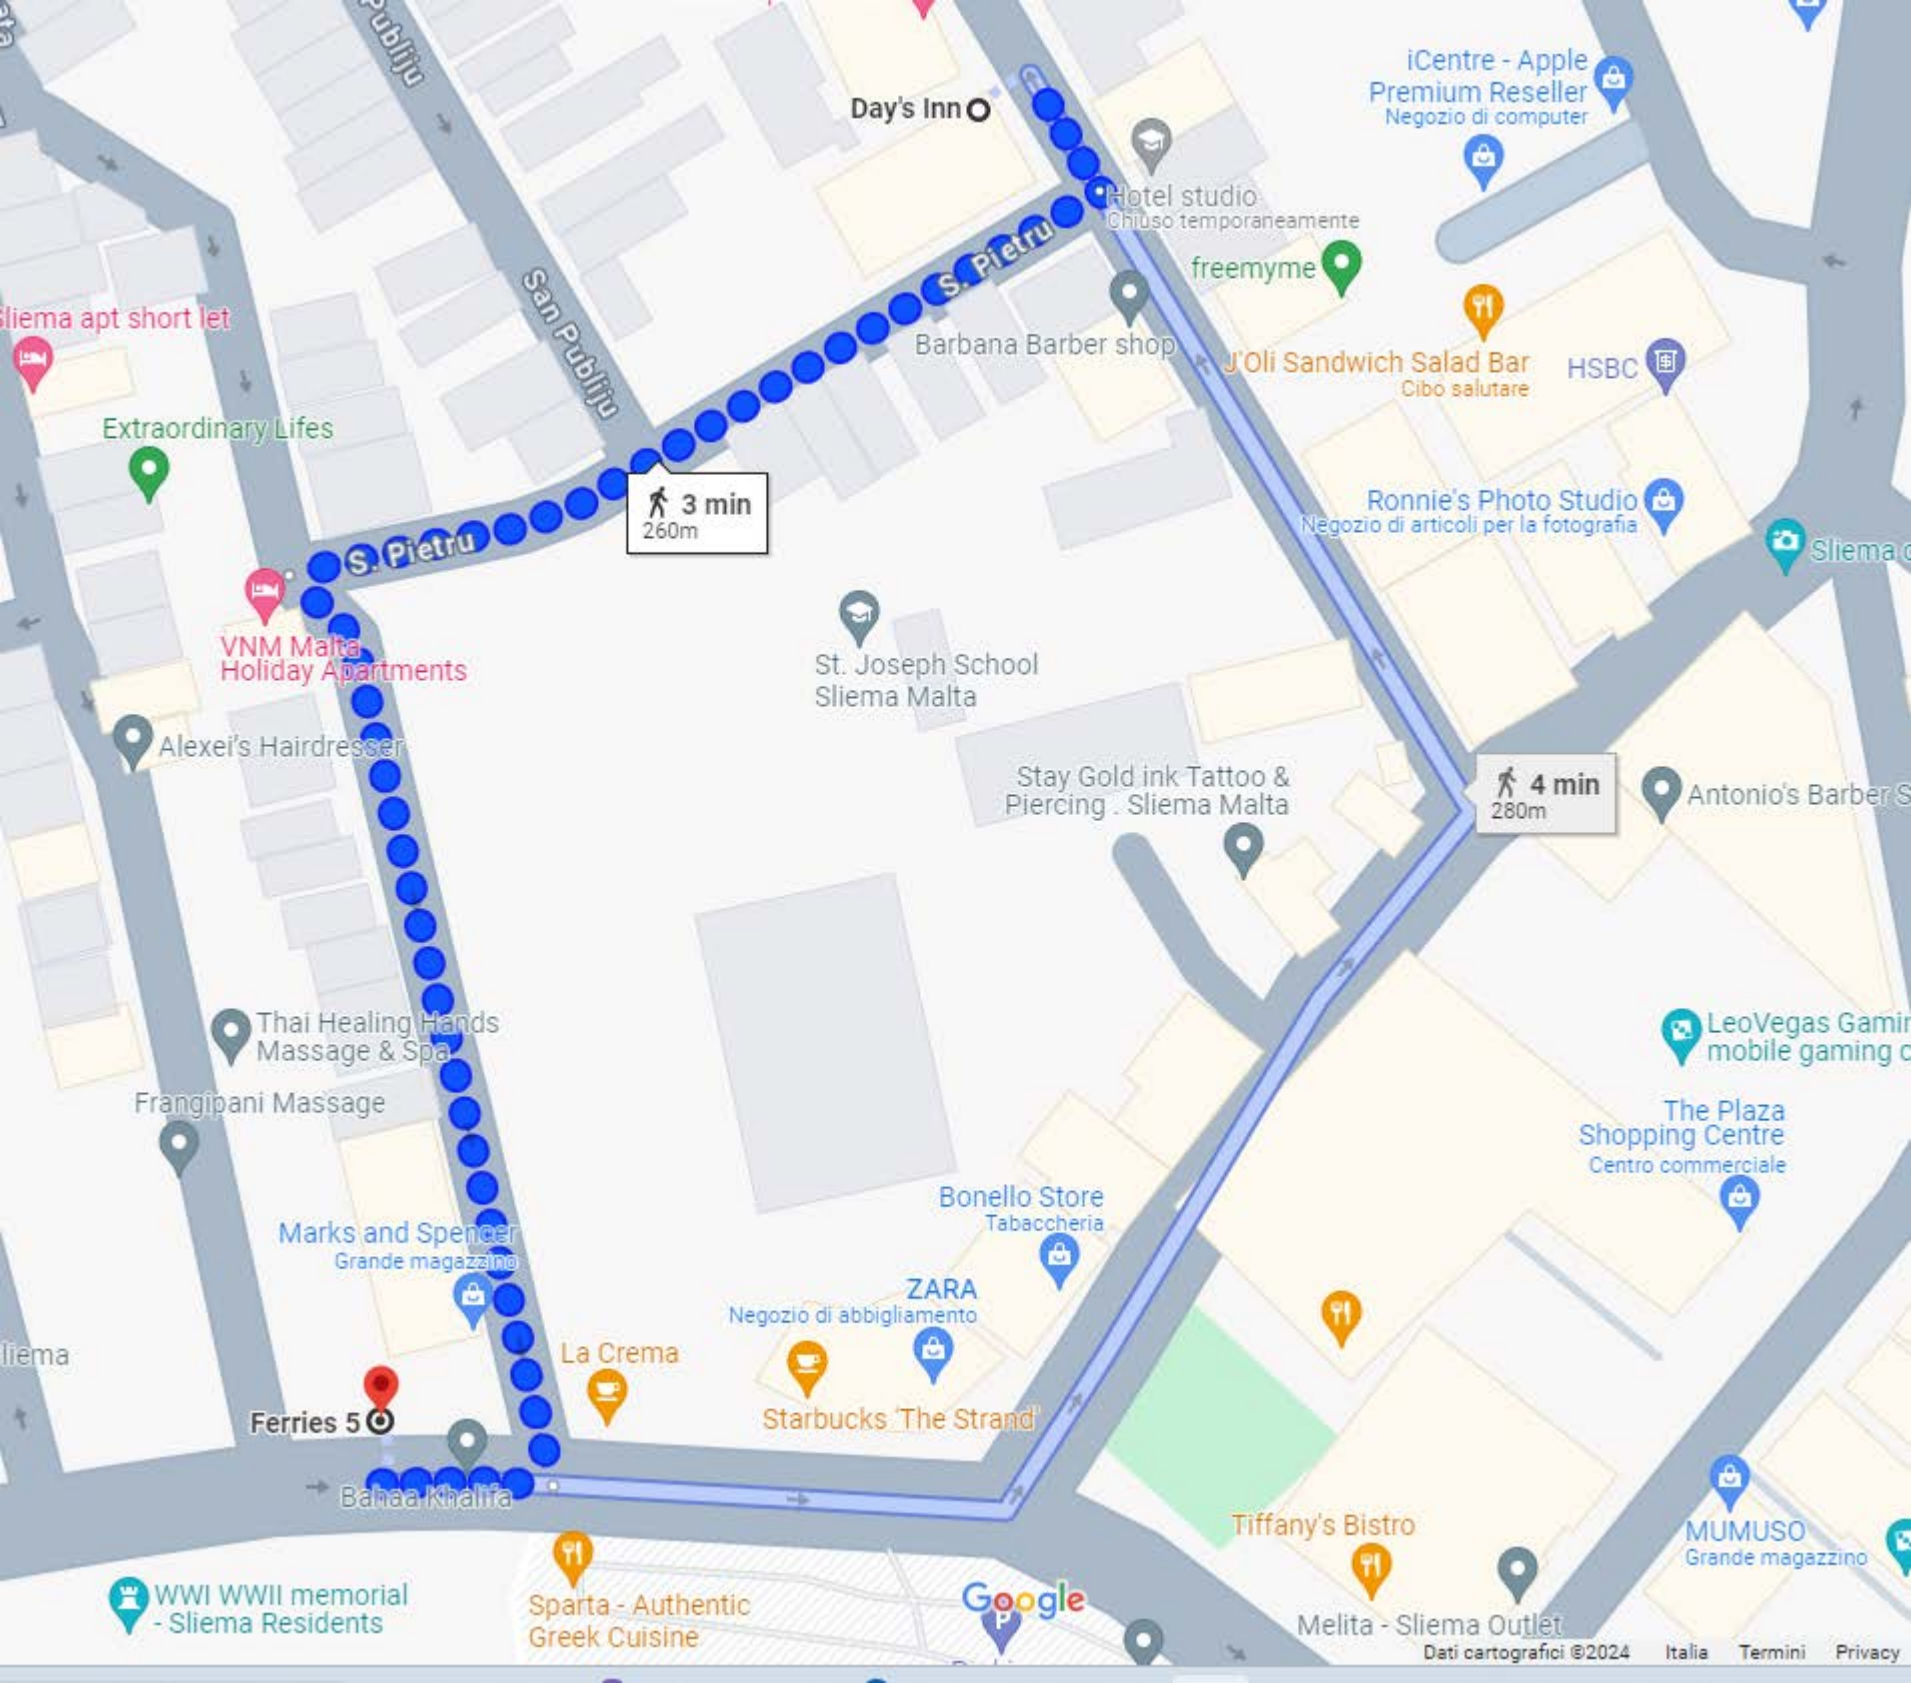 Publiju
Day's Inn
iCentre - Apple
Premium Reseller
Negozio di computer
Hotel studio
Chiuso temporaneamente
S. Pietru
freemyme
San Publiju
Sliema apt short let
Barbana Barber shop
J'Oli Sandwich Salad Bar
Cibo salutare
HSBC
Extraordinary Lifes
3 min
260m
Ronnie's Photo Studio
Negozio di articoli per la fotografia
S. Pietru
Sliema
VNM Malta
Holiday Apartments
St. Joseph School
Sliema Malta
Alexei's Hairdresser
Stay Gold ink Tattoo &
Piercing . Sliema Malta
4 min
280m
Antonio's Barber S
Thai Healing Hands
Massage & Spa
LeoVegas Gamin
mobile gaming c
Frangipani Massage
The Plaza
Shopping Centre
Centro commerciale
Bonello Store
Tabaccheria
Marks and Spencer
Grande magazzino
ZARA
Negozio di abbigliamento
liema
La Crema
Starbucks 'The Strand'
Ferries 5
Bahaa Khalifa
Tiffany's Bistro
MUMUSO
Grande magazzino
WWI WWII memorial
- Sliema Residents
Sparta - Authentic
Greek Cuisine
Google
Melita - Sliema Outlet
Dati cartografici ©2024 Italia Termini Privacy